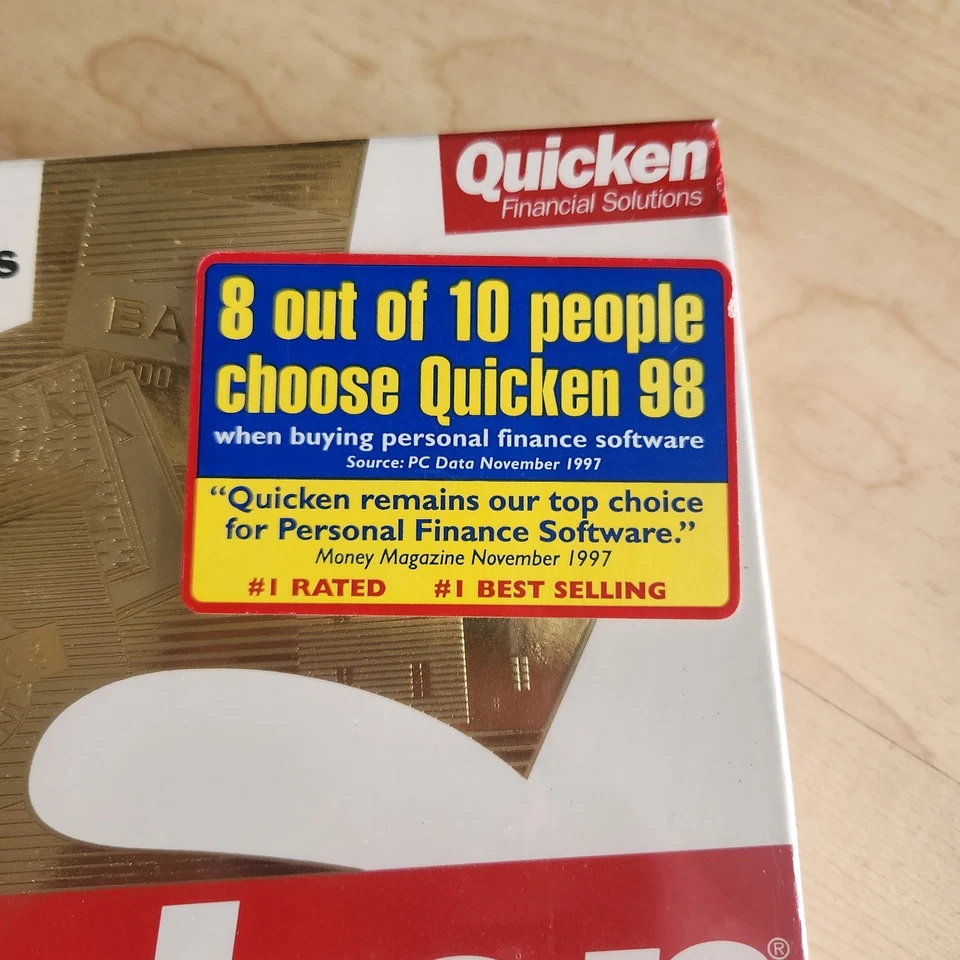 Quicken
Financial Solutions
s
BA
8 out of 10 people
choose Quicken 98
when buying personal finance software
Source: PC Data November 1997
“Quicken remains our top choice
for Personal Finance Software.”
Money Magazine November 1997
#1 RATED #1 BEST SELLING